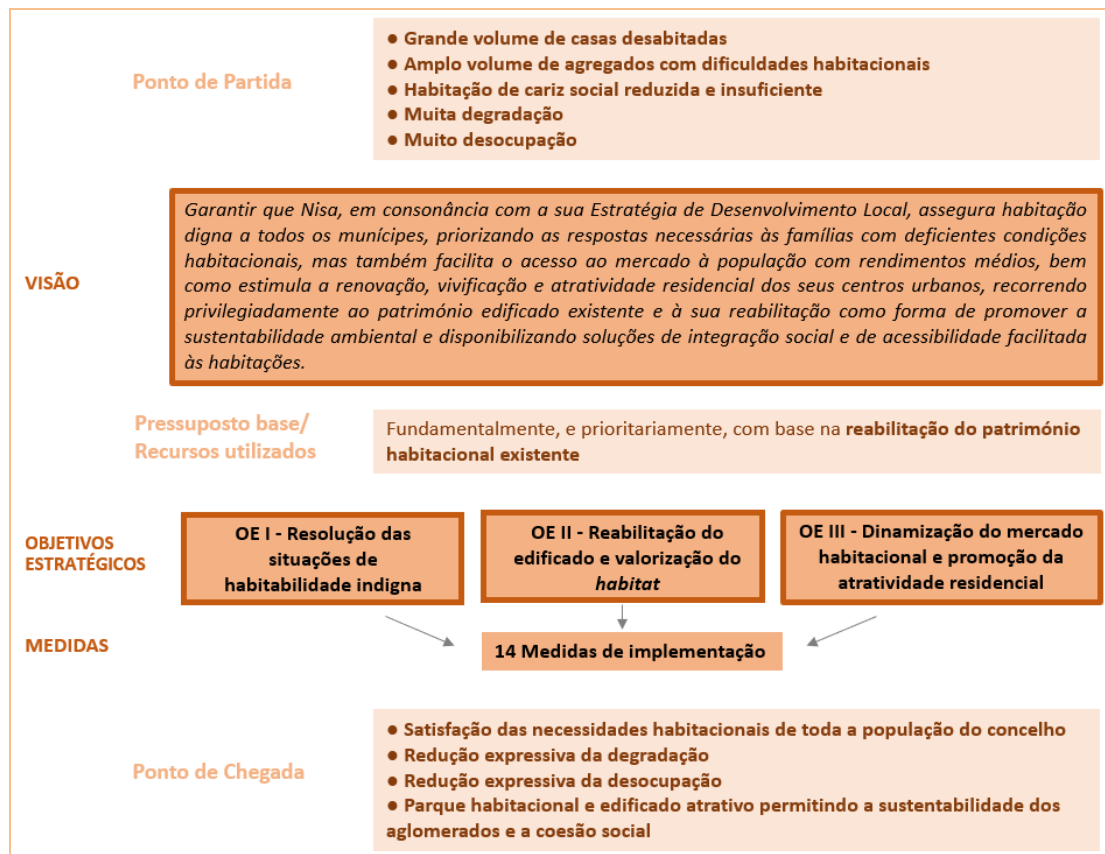 Ponto de Partida
● Grande volume de casas desabitadas
● Amplo volume de agregados com dificuldades habitacionais
● Habitação de cariz social reduzida e insuficiente
● Muita degradação
● Muito desocupação
VISÃO
Garantir que Nisa, em consonância com a sua Estratégia de Desenvolvimento Local, assegura habitação
digna a todos os munícipes, priorizando as respostas necessárias às famílias com deficientes condições
habitacionais, mas também facilita o acesso ao mercado à população com rendimentos médios, bem
como estimula a renovação, vivificação e atratividade residencial dos seus centros urbanos, recorrendo
privilegiadamente ao património edificado existente e à sua reabilitação como forma de promover a
sustentabilidade ambiental e disponibilizando soluções de integração social e de acessibilidade facilitada
às habitações.
Pressuposto base/
Recursos utilizados
Fundamentalmente, e prioritariamente, com base na reabilitação do património
habitacional existente
OBJETIVOS
ESTRATÉGICOS
OE I - Resolução das
situações de
habitabilidade indigna
OE II - Reabilitação do
edificado e valorização do
habitat
OE III - Dinamização do mercado
habitacional e promoção da
atratividade residencial
MEDIDAS
14 Medidas de implementação
Ponto de Chegada
● Satisfação das necessidades habitacionais de toda a população do concelho
● Redução expressiva da degradação
● Redução expressiva da desocupação
● Parque habitacional e edificado atrativo permitindo a sustentabilidade dos
aglomerados e a coesão social